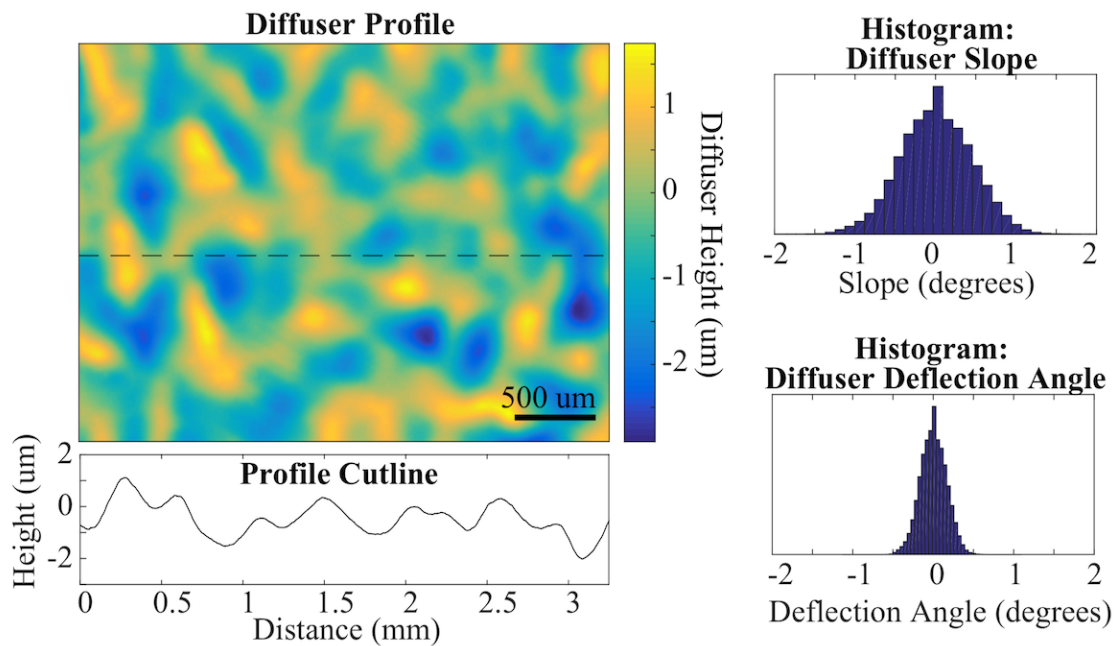 Diffuser Profile
1
0
-1
-2
Diffuser Height (um)
500 um
Profile Cutline
2
0
-2
Height (um)
0 0.5 1 1.5 2 2.5 3
Distance (mm)
Histogram:
Diffuser Slope
-2 -1 0 1 2
Slope (degrees)
Histogram:
Diffuser Deflection Angle
-2 -1 0 1 2
Deflection Angle (degrees)